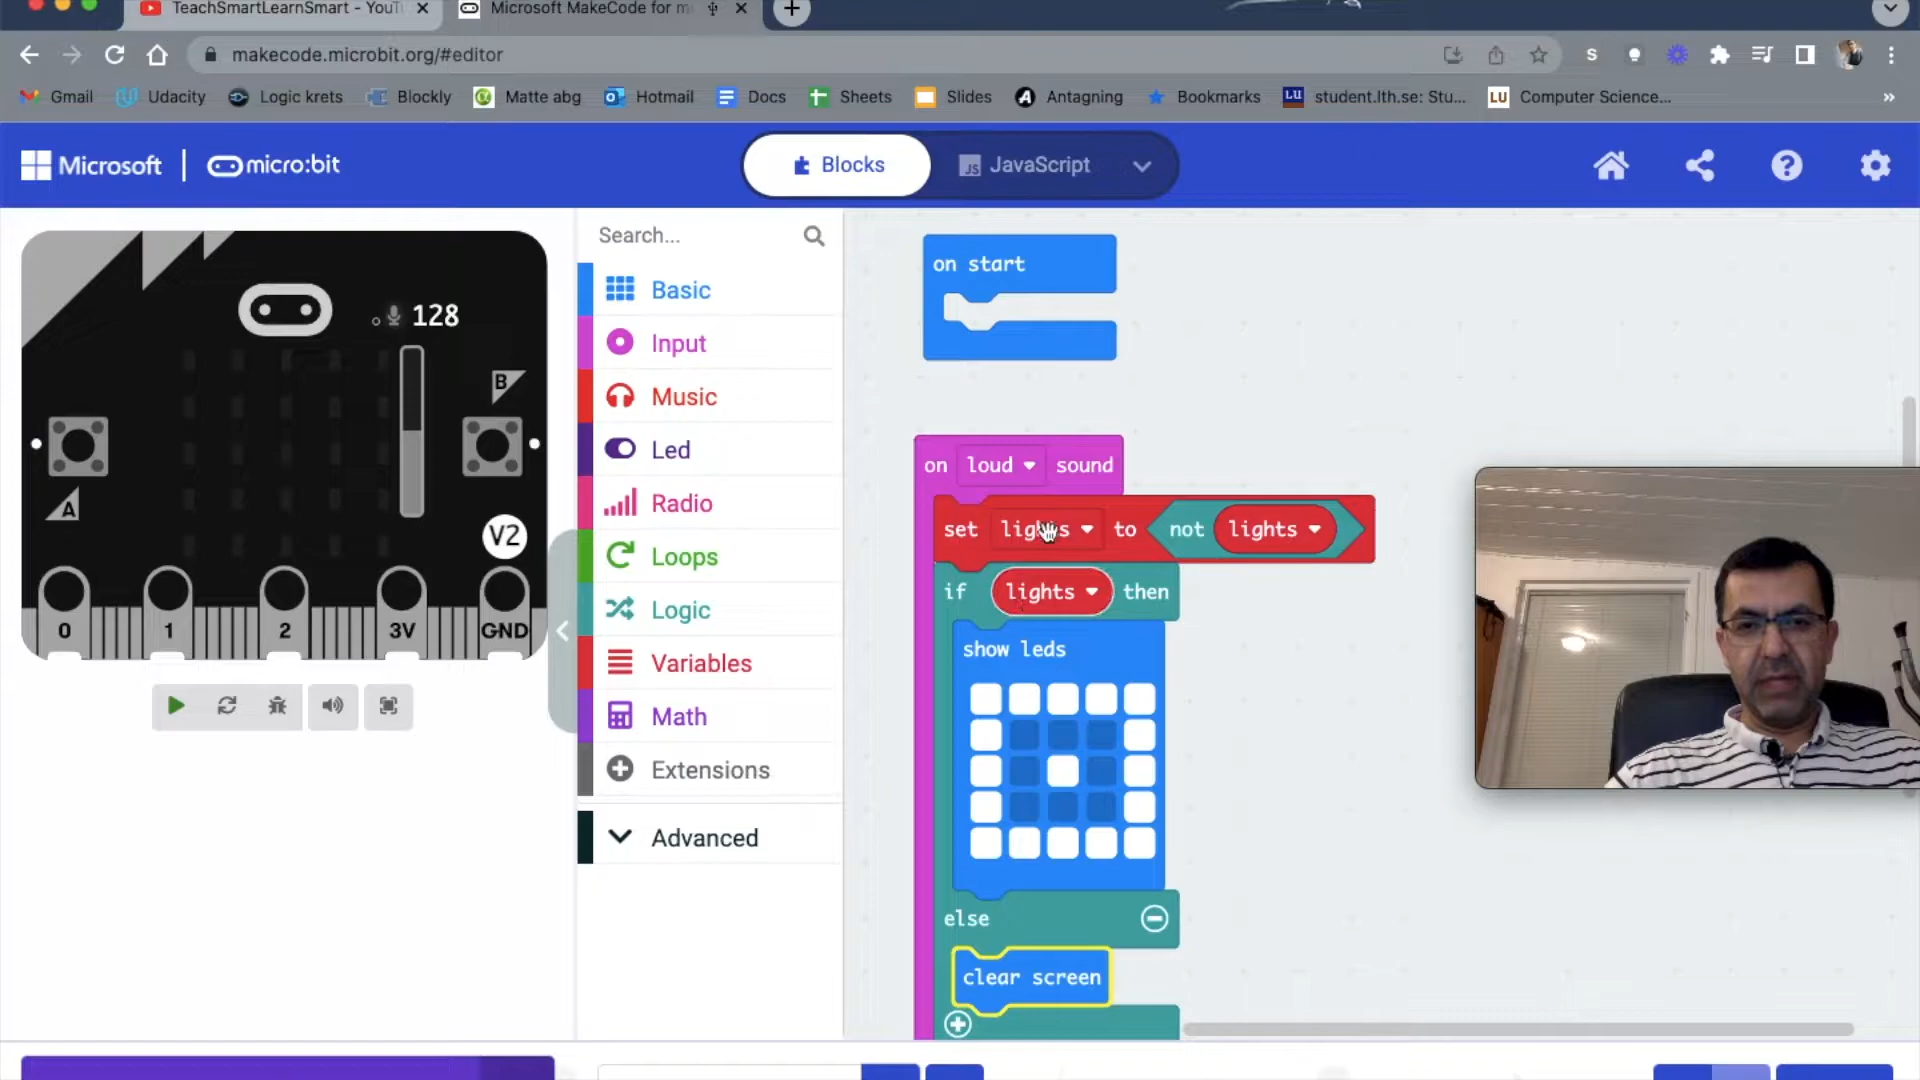 TeachSmartLearnSmart - YouT
Microsoft MakeCode for m
makecode.microbit.org/#editor
S
Gmail
Udacity
Logic krets
Blockly
Matte abg
Hotmail
Docs
Sheets
Slides
Antagning
Bookmarks
LU student.lth.se: Stu...
LU Computer Science...
»
Microsoft
micro:bit
Blocks
JS JavaScript
128
B
A
V2
0
1
2
3V
GND
Search...
Basic
Input
Music
Led
Radio
Loops
Logic
Variables
Math
Extensions
Advanced
on start
on loud sound
set lights to not lights
if lights then
show leds
else
clear screen